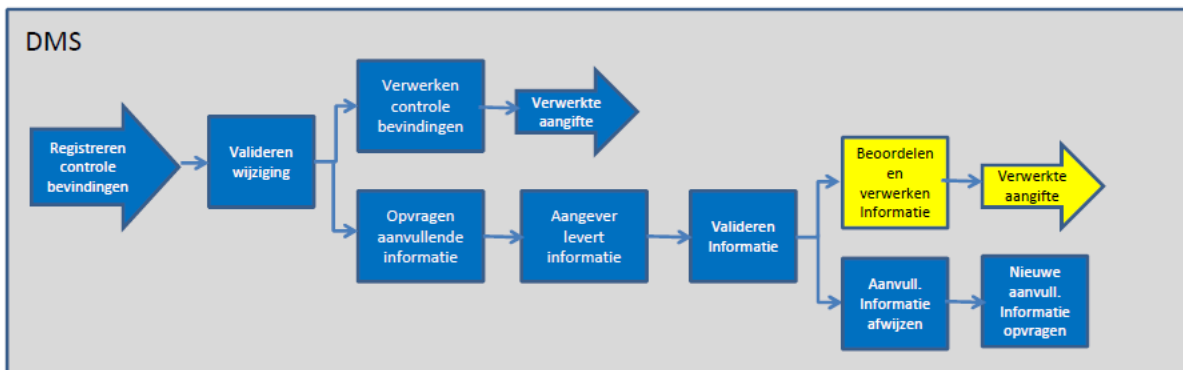 DMS
Registreren
controle
bevindingen
Valideren
wijziging
Verwerken
controle
bevindingen
Verwerkte
aangifte
Opvragen
aanvullende
informatie
Aangever
levert
informatie
Valideren
Informatie
Beoordelen
en
verwerken
Informatie
Verwerkte
aangifte
Aanvull.
Informatie
afwijzen
Nieuwe
aanvull.
Informatie
opvragen